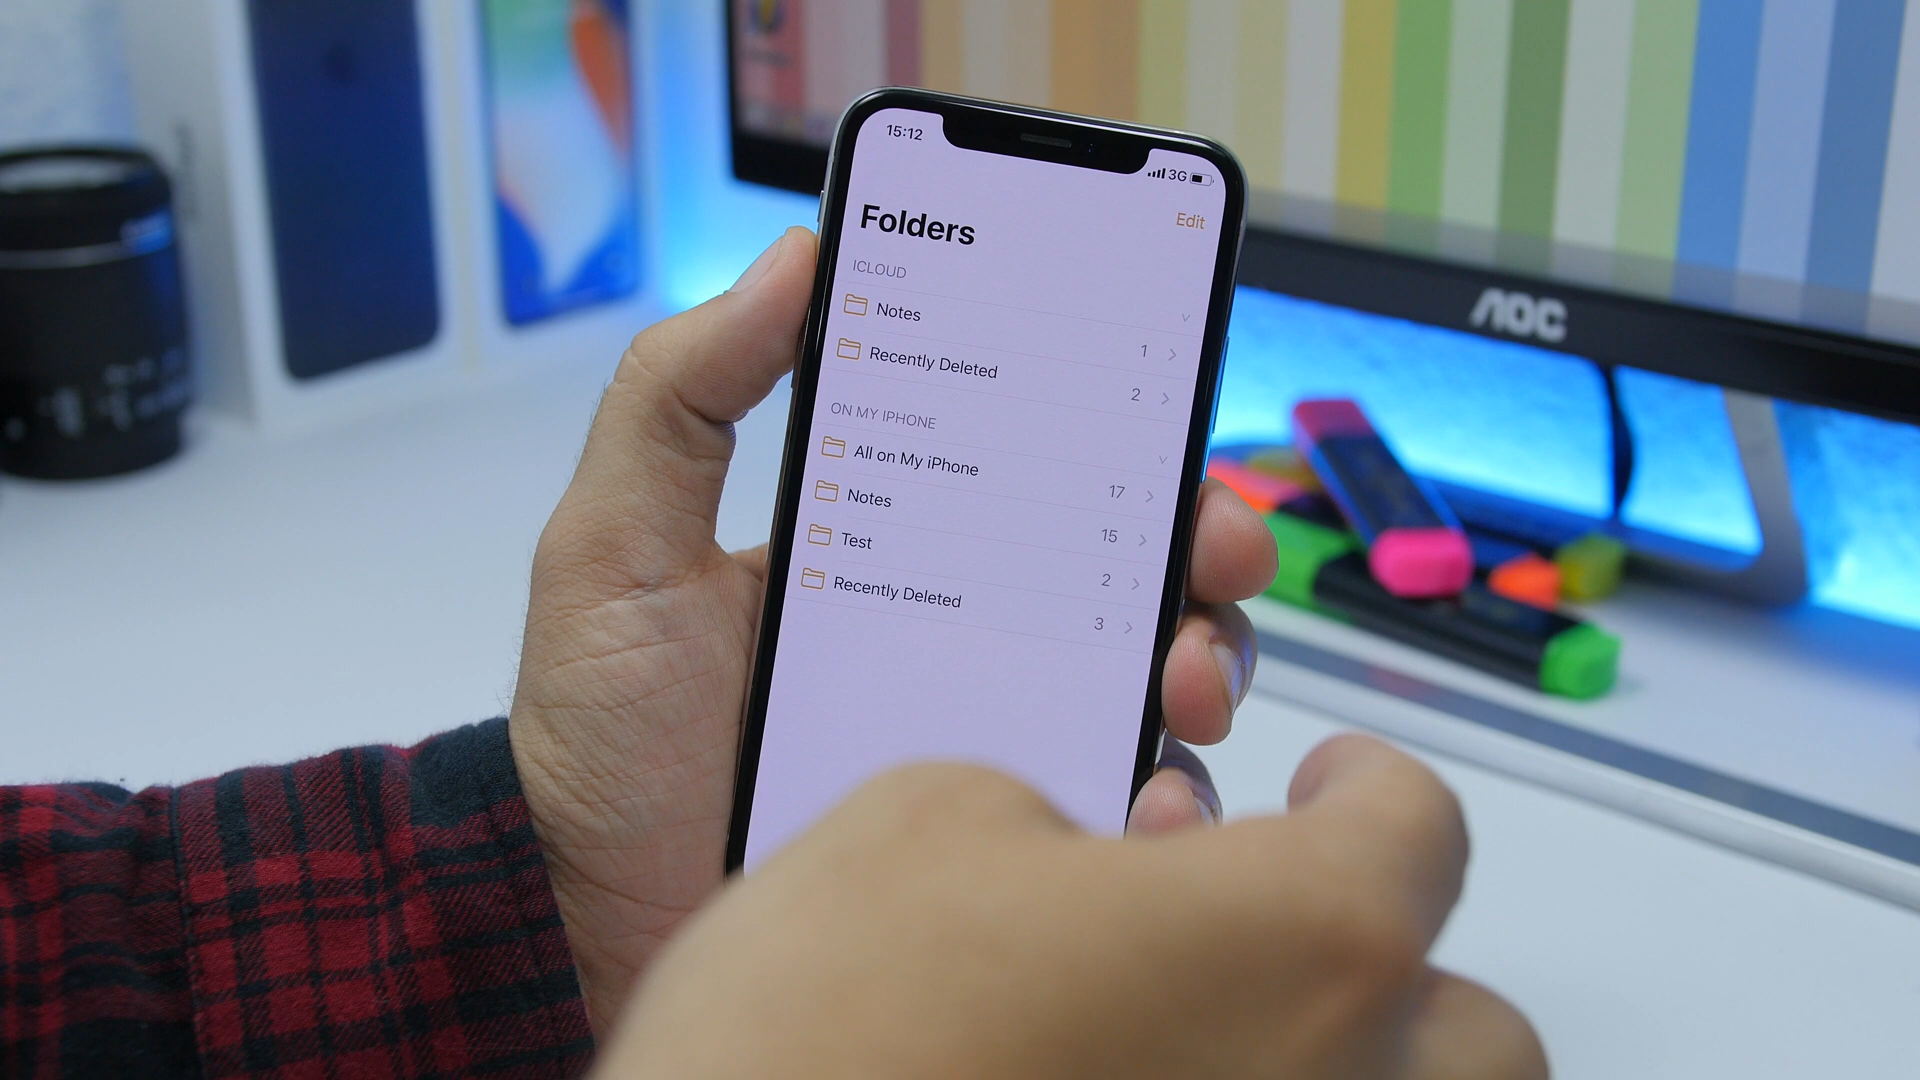 15:12
3G
Edit
Folders
ICLOUD
Notes 1
Recently Deleted 2
ON MY IPHONE
All on My iPhone 17
Notes 15
Test 2
Recently Deleted 3
AOC